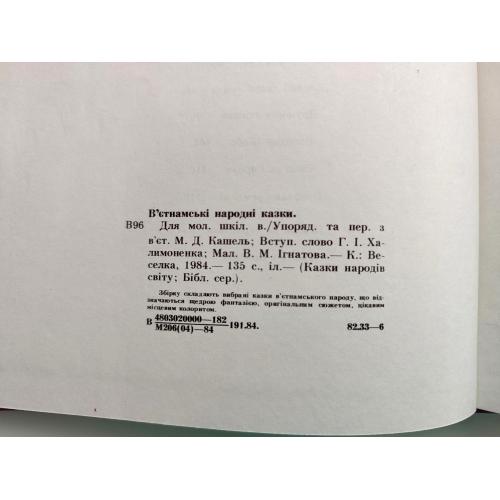 В'єтнамські народні казки.
В96 Для мол. шкіл. в./Упоряд. та пер. з
в'єт. М. Д. Кашель; Вступ. слово Г. І. Ха-
лимоненка; Мал. В. М. Ігнатова.— К.: Ве-
селка, 1984.— 135 с., іл.— (Казки народів
світу; Бібл. сер.).
Збірку складають вибрані казки в'єтнамського народу, що від-
значаються щедрою фантазією, оригінальним сюжетом, цікавим
місцевим колоритом.
В 4803020000—182 191.84. 82.33—6
М206(04)—84